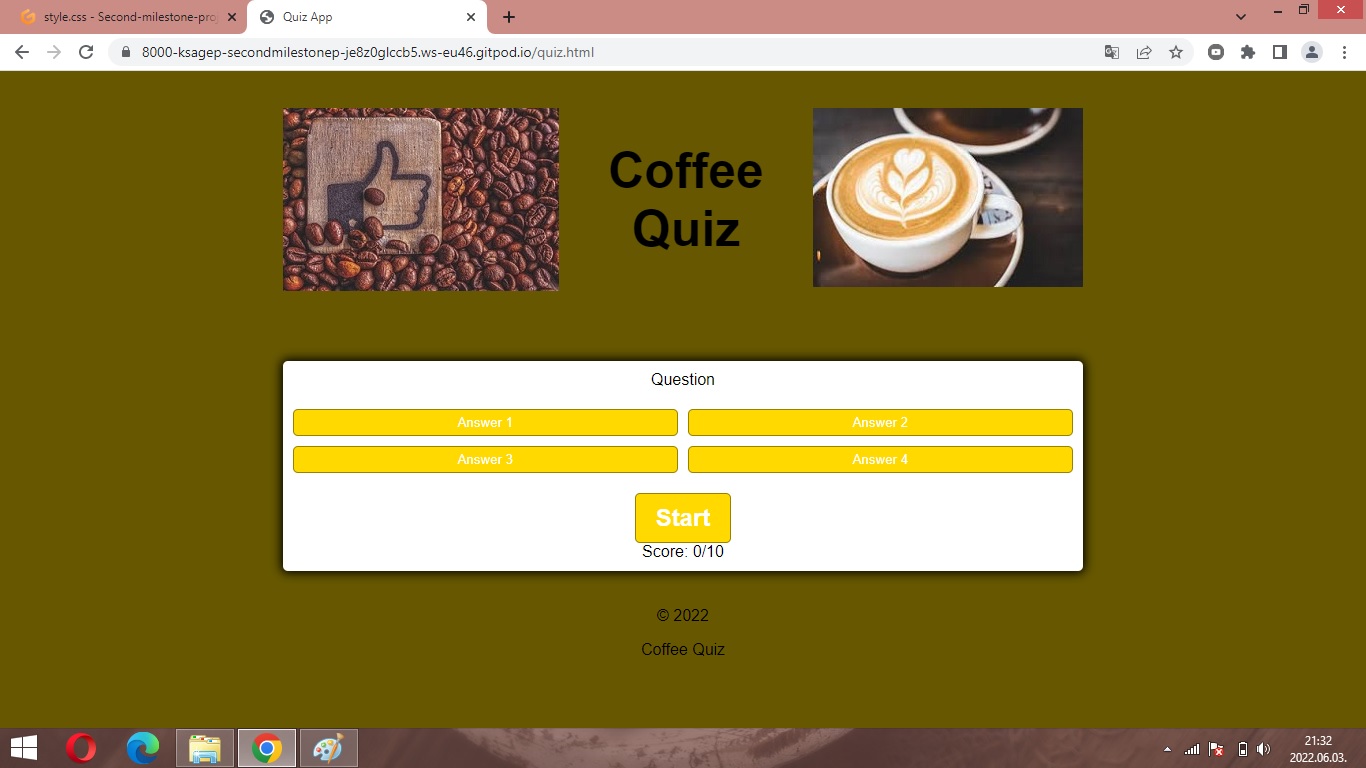 style.css - Second-milestone-pro
Quiz App
8000-ksagep-secondmilestonep-je8z0glccb5.ws-eu46.gitpod.io/quiz.html
Coffee
Quiz
Question
Answer 1
Answer 2
Answer 3
Answer 4
Start
Score: 0/10
© 2022
Coffee Quiz
21:32
2022.06.03.